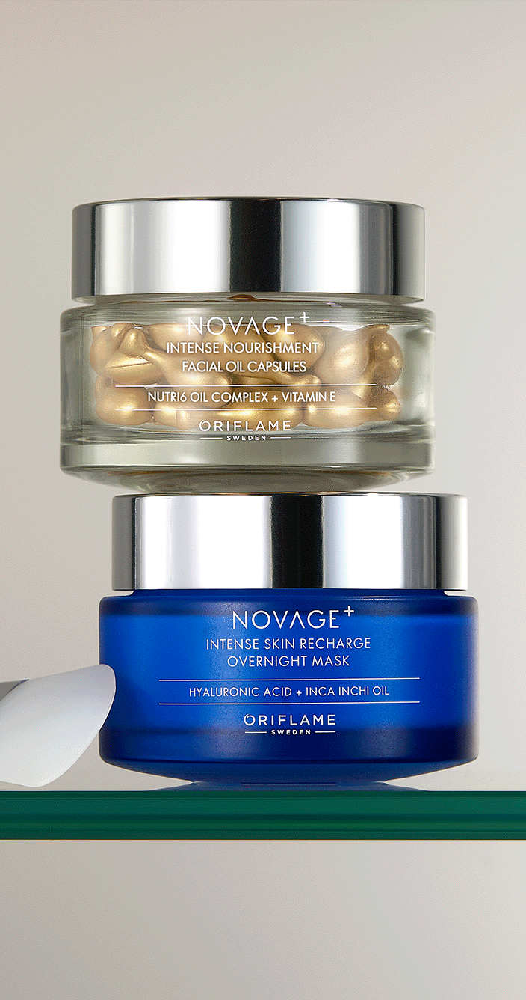 NOVAGE+
INTENSE NOURISHMENT
FACIAL OIL CAPSULES
NUTRI6 OIL COMPLEX + VITAMIN E
ORIFLAME
SWEDEN
NOVAGE+
INTENSE SKIN RECHARGE
OVERNIGHT MASK
HYALURONIC ACID + INCA INCHI OIL
ORIFLAME
SWEDEN